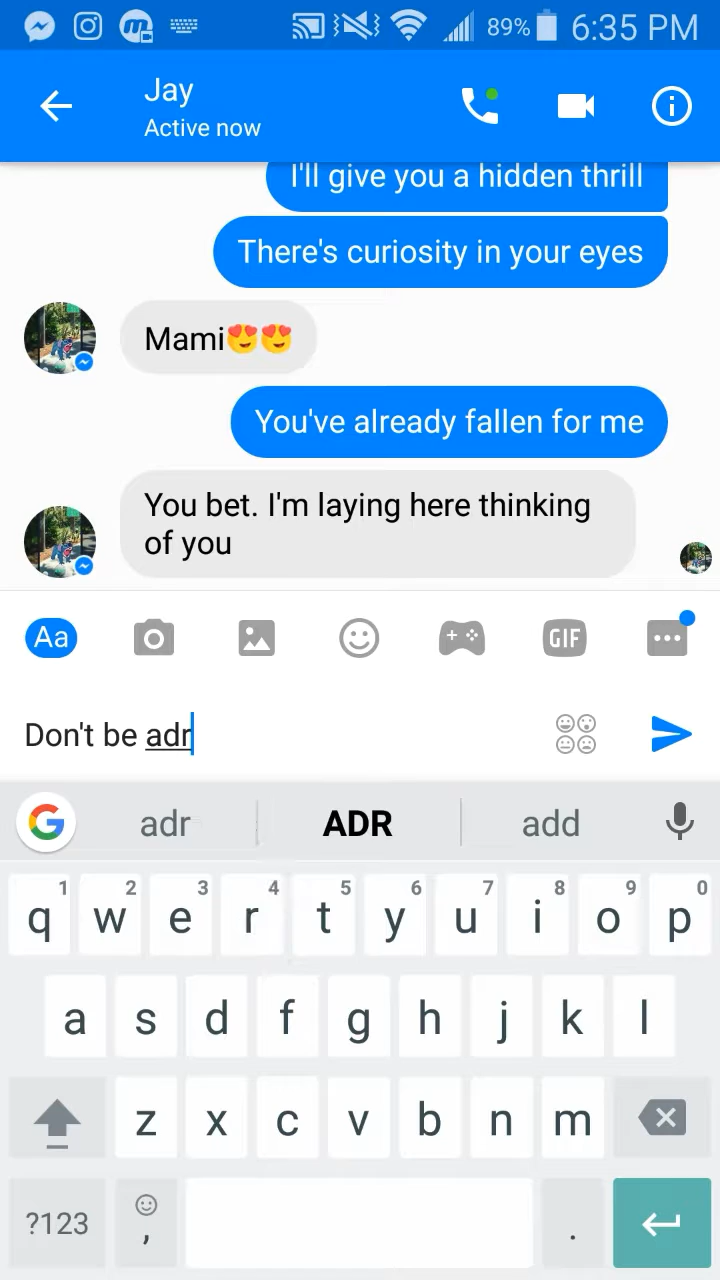 89% 6:35 PM
Jay
Active now
I'll give you a hidden thrill
There's curiosity in your eyes
Mami😍😍
You've already fallen for me
You bet. I'm laying here thinking
of you
Aa GIF
Don't be adr
adr ADR add
1 2 3 4 5 6 7 8 9 0
q w e r t y u i o p
a s d f g h j k l
z x c v b n m
?123 , .